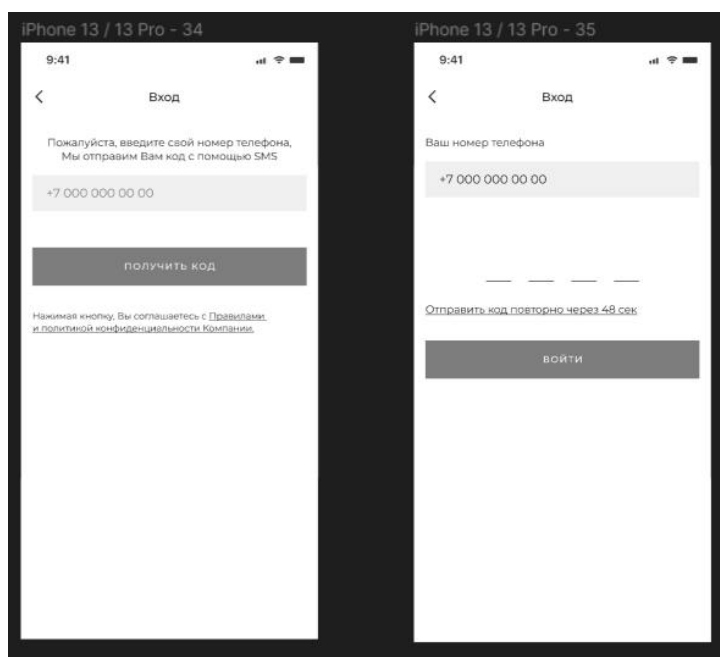 iPhone 13 / 13 Pro - 34
9:41
Вход
Пожалуйста, введите свой номер телефона,
Мы отправим Вам код с помощью SMS
+7 000 000 00 00
ПОЛУЧИТЬ КОД
Нажимая кнопку, Вы соглашаетесь с Правилами
и политикой конфиденциальности Компании.
iPhone 13 / 13 Pro - 35
9:41
Вход
Ваш номер телефона
+7 000 000 00 00
Отправить код повторно через 48 сек
ВОЙТИ